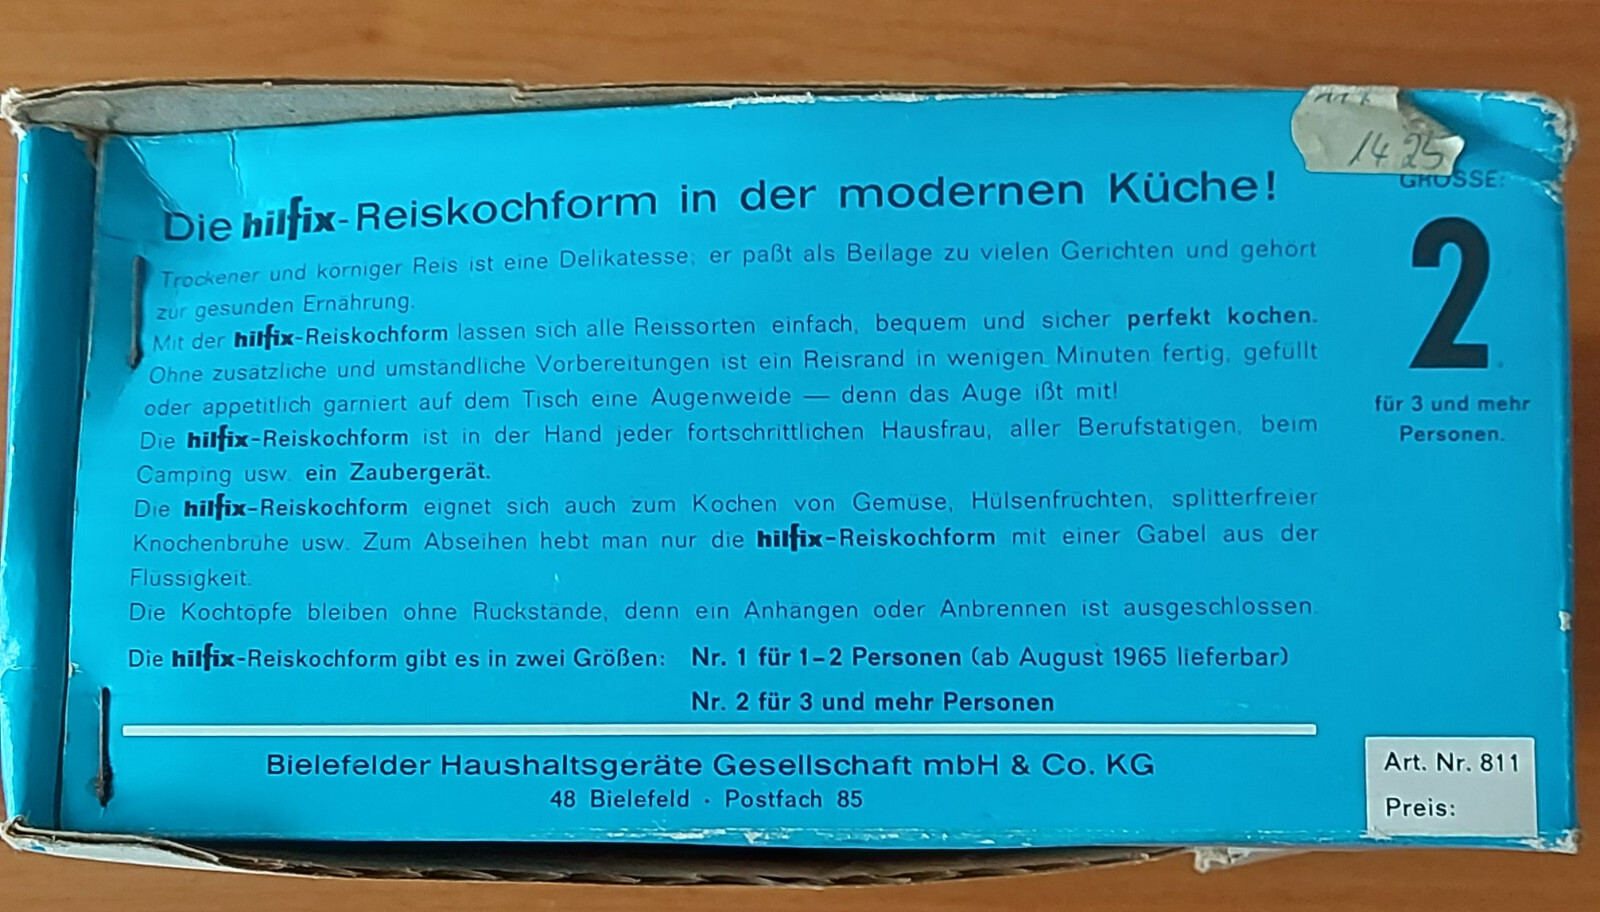 14 25
GRÖSSE:
2
für 3 und mehr
Personen.
Die hilfix-Reiskochform in der modernen Küche!
Trockener und körniger Reis ist eine Delikatesse; er paßt als Beilage zu vielen Gerichten und gehört
zur gesunden Ernährung.
Mit der hilfix-Reiskochform lassen sich alle Reissorten einfach, bequem und sicher perfekt kochen.
Ohne zusätzliche und umständliche Vorbereitungen ist ein Reisrand in wenigen Minuten fertig, gefüllt
oder appetitlich garniert auf dem Tisch eine Augenweide — denn das Auge ißt mit!
Die hilfix-Reiskochform ist in der Hand jeder fortschrittlichen Hausfrau, aller Berufstätigen, beim
Camping usw. ein Zaubergerät.
Die hilfix-Reiskochform eignet sich auch zum Kochen von Gemüse, Hülsenfrüchten, splitterfreier
Knochenbrühe usw. Zum Abseihen hebt man nur die hilfix-Reiskochform mit einer Gabel aus der
Flüssigkeit.
Die Kochtöpfe bleiben ohne Rückstände, denn ein Anhängen oder Anbrennen ist ausgeschlossen.
Die hilfix-Reiskochform gibt es in zwei Größen: Nr. 1 für 1–2 Personen (ab August 1965 lieferbar)
Nr. 2 für 3 und mehr Personen
Bielefelder Haushaltsgeräte Gesellschaft mbH & Co. KG
48 Bielefeld · Postfach 85
Art. Nr. 811
Preis: